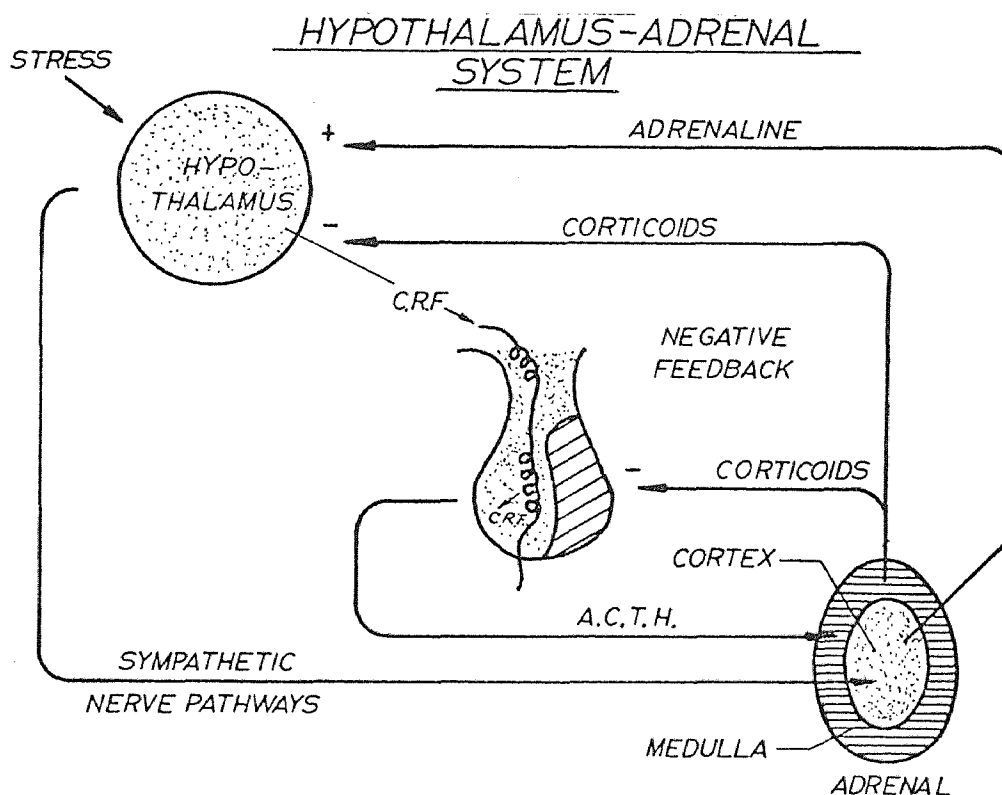 HYPOTHALAMUS-ADRENAL
SYSTEM
STRESS
+
ADRENALINE
HYPO-
THALAMUS
-
CORTICOIDS
C.R.F.
NEGATIVE
FEEDBACK
-
CORTICOIDS
C.R.F.
CORTEX
A.C.T.H.
SYMPATHETIC
NERVE PATHWAYS
MEDULLA
ADRENAL